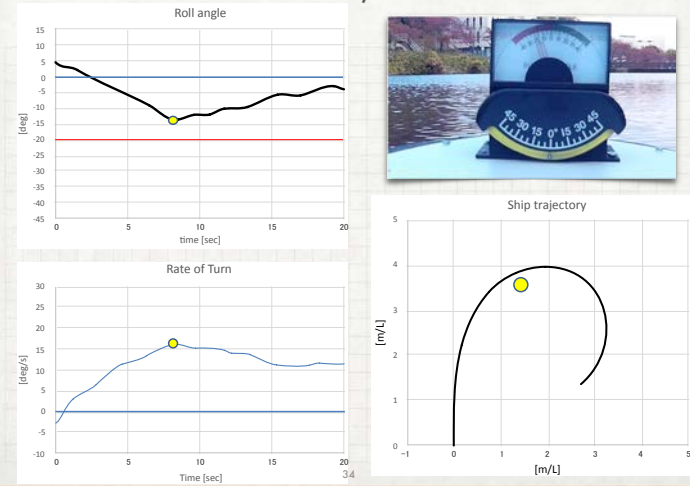 Roll angle
15
10
5
0
-5
-10
-15
-20
-25
-30
-35
-40
-45
[deg]
0 5 10 15 20
time [sec]
45 30 15 0° 15 30 45
Rate of Turn
30
25
20
15
10
5
0
-5
-10
[deg/s]
0 5 10 15 20
Time [sec]
34
Ship trajectory
5
4
3
2
1
0
[m/L]
-1 0 1 2 3 4 5
[m/L]